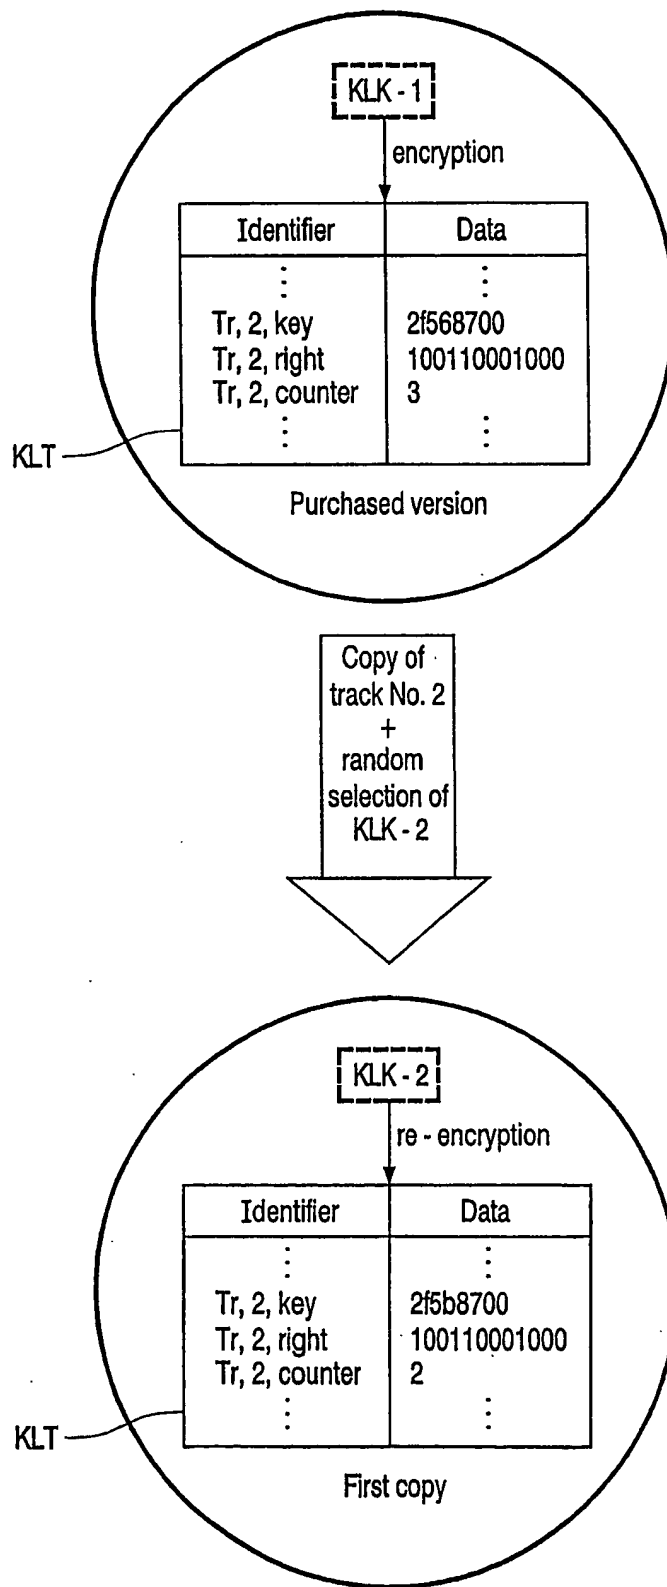 KLK - 1
encryption
Identifier Data
⋮ ⋮
Tr, 2, key 2f568700
Tr, 2, right 100110001000
Tr, 2, counter 3
⋮ ⋮
KLT
Purchased version
Copy of
track No. 2
+
random
selection of
KLK - 2
KLK - 2
re - encryption
Identifier Data
⋮ ⋮
Tr, 2, key 2f5b8700
Tr, 2, right 100110001000
Tr, 2, counter 2
⋮ ⋮
KLT
First copy